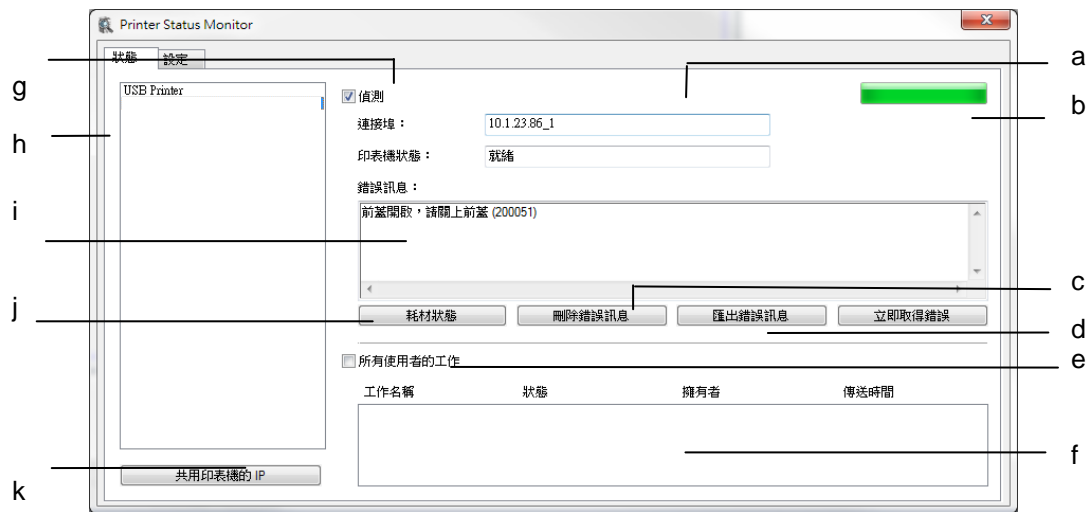 Printer Status Monitor
狀態 設定
a
g
USB Printer
偵測
b
連接埠： 10.1.23.86_1
h
印表機狀態： 就緒
錯誤訊息：
i
前蓋開啟，請關上前蓋 (200051)
c
j
耗材狀態 刪除錯誤訊息 匯出錯誤訊息 立即取得錯誤
d
所有使用者的工作
e
工作名稱 狀態 擁有者 傳送時間
f
共用印表機的 IP
k